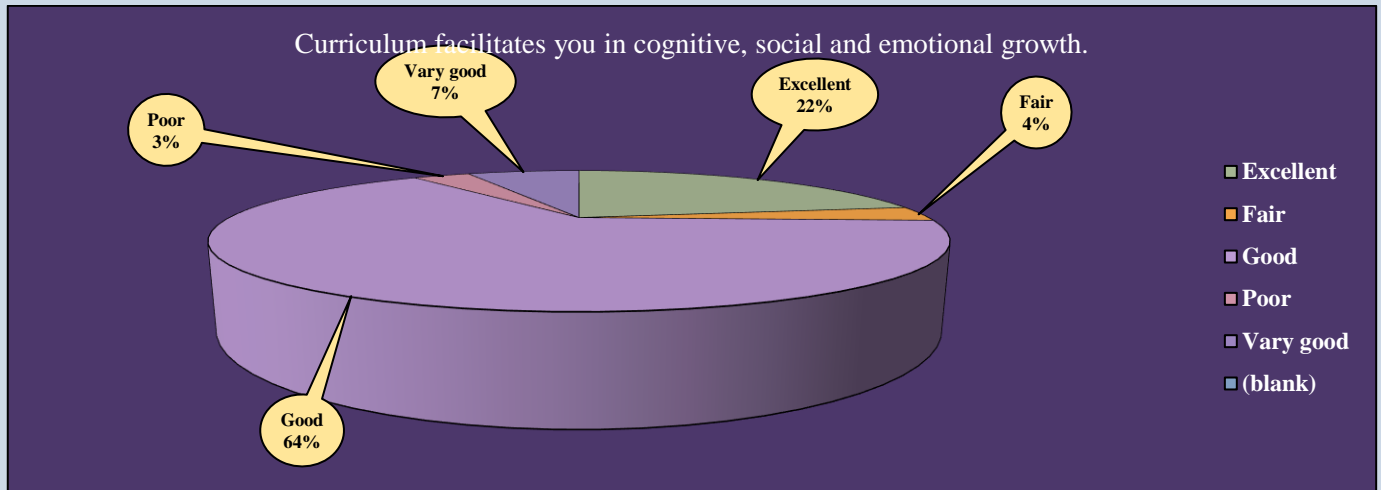 Curriculum facilitates you in cognitive, social and emotional growth.
Vary good
7%
Excellent
22%
Fair
4%
Poor
3%
Good
64%
Excellent
Fair
Good
Poor
Vary good
(blank)